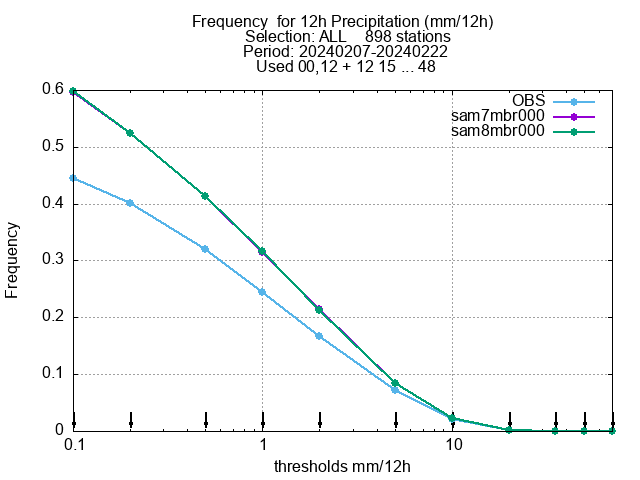 Frequency  for 12h Precipitation (mm/12h)
Selection: ALL    898 stations
Period: 20240207-20240222
Used 00,12 + 12 15 ... 48
OBS
sam7mbr000
sam8mbr000
0.6
0.5
0.4
0.3
0.2
0.1
0
Frequency
0.1 1 10
thresholds mm/12h